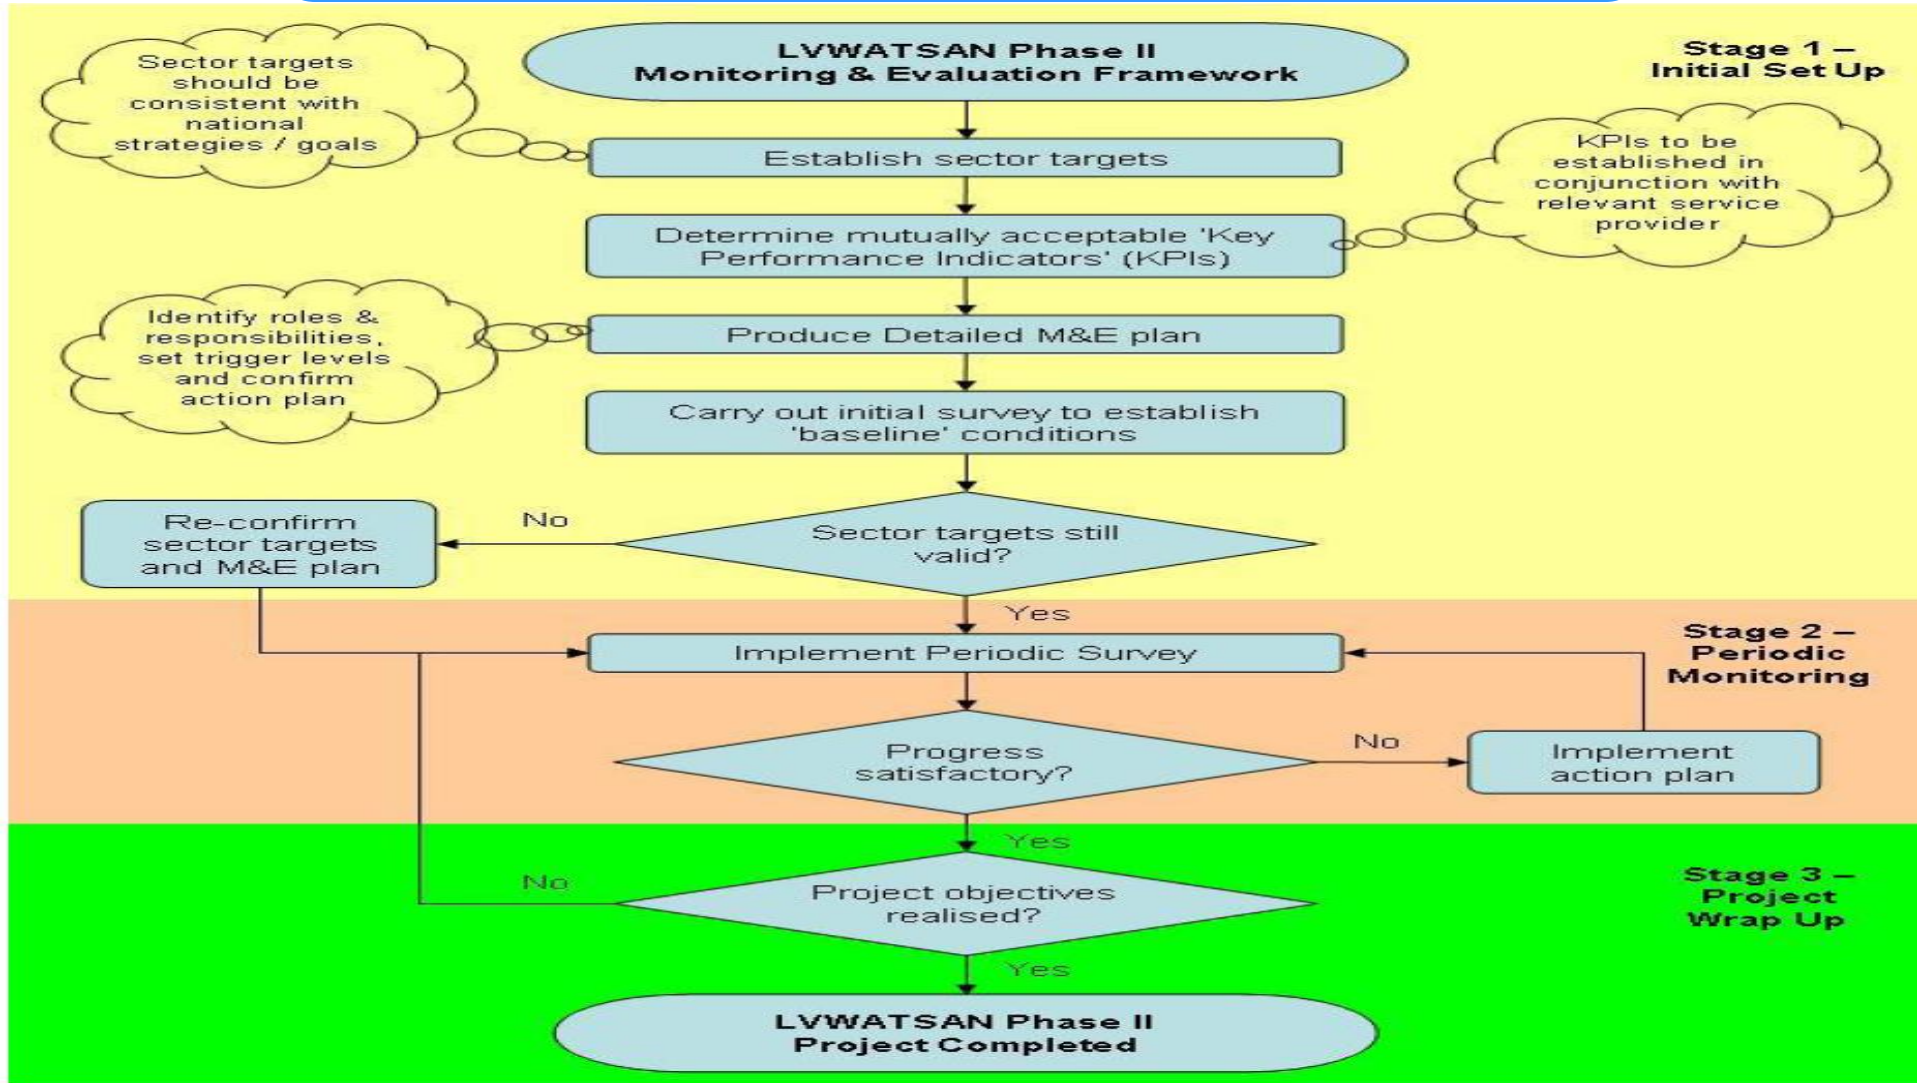 LVWATSAN Phase II
Monitoring & Evaluation Framework
Stage 1 –
Initial Set Up
Sector targets
should be
consistent with
national
strategies / goals
Establish sector targets
KPIs to be
established in
conjunction with
relevant service
provider
Determine mutually acceptable 'Key
Performance Indicators' (KPIs)
Identify roles &
responsibilities,
set trigger levels
and confirm
action plan
Produce Detailed M&E plan
Carry out initial survey to establish
'baseline' conditions
Sector targets still
valid?
No
Re-confirm
sector targets
and M&E plan
Yes
Stage 2 –
Periodic
Monitoring
Implement Periodic Survey
Progress
satisfactory?
No
Implement
action plan
Yes
Stage 3 –
Project
Wrap Up
Project objectives
realised?
No
Yes
LVWATSAN Phase II
Project Completed